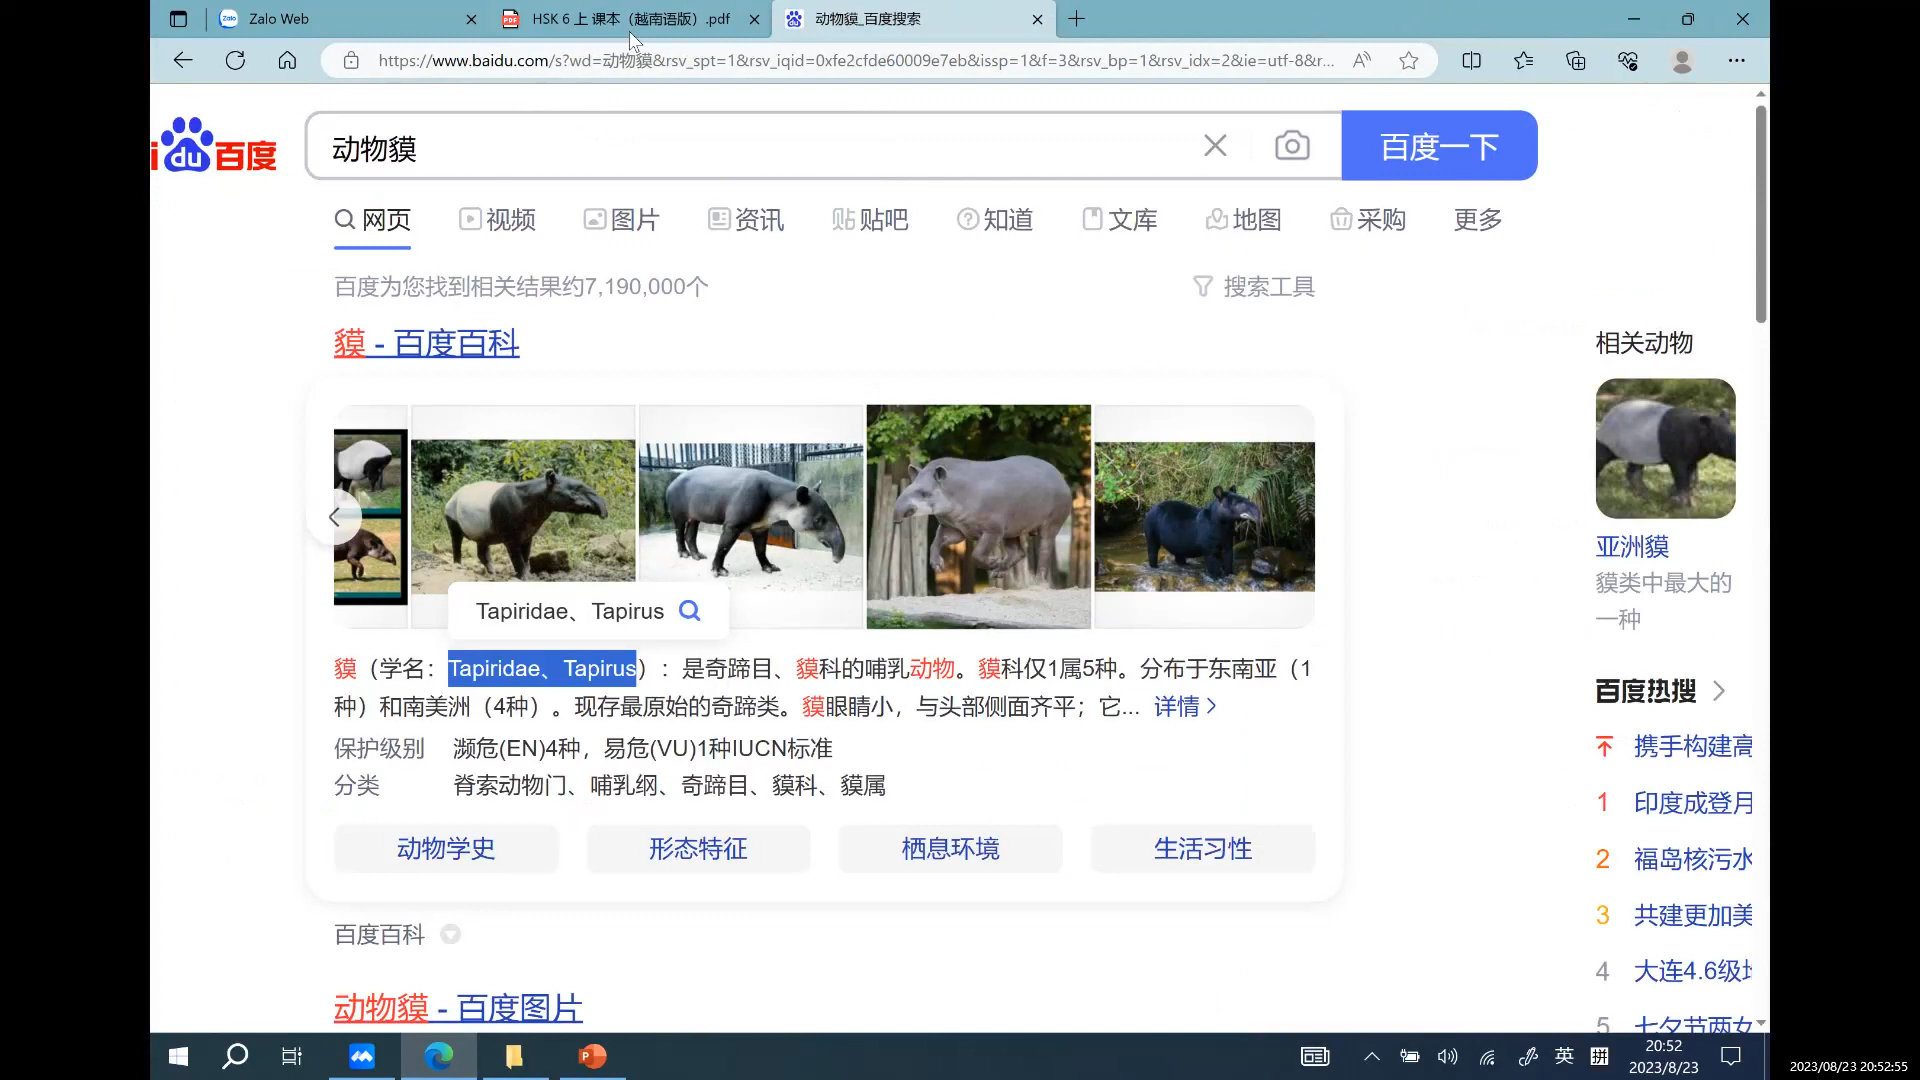 Zalo Web
HSK 6 上 课本（越南语版）.pdf
动物貘_百度搜索
https://www.baidu.com/s?wd=动物貘&rsv_spt=1&rsv_iqid=0xfe2cfde60009e7eb&issp=1&f=3&rsv_bp=1&rsv_idx=2&ie=utf-8&r...
du百度
动物貘
百度一下
网页
视频
图片
资讯
贴吧
知道
文库
地图
采购
更多
百度为您找到相关结果约7,190,000个
搜索工具
貘 - 百度百科
Tapiridae、Tapirus
貘（学名：Tapiridae、Tapirus）：是奇蹄目、貘科的哺乳动物。貘科仅1属5种。分布于东南亚（1
种）和南美洲（4种）。现存最原始的奇蹄类。貘眼睛小，与头部侧面齐平；它... 详情
保护级别 濒危(EN)4种，易危(VU)1种IUCN标准
分类 脊索动物门、哺乳纲、奇蹄目、貘科、貘属
动物学史
形态特征
栖息环境
生活习性
百度百科
动物貘 - 百度图片
相关动物
亚洲貘
貘类中最大的
一种
百度热搜
携手构建高
1 印度成登月
2 福岛核污水
3 共建更加美
4 大连4.6级
5 七夕节两女
英
拼
20:52
2023/8/23
2023/08/23 20:52:55